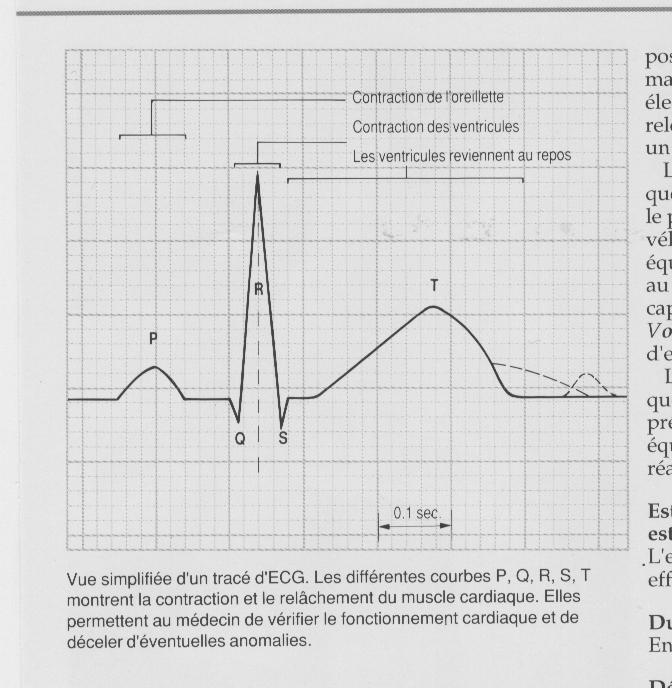 Contraction de l'oreillette
Contraction des ventricules
Les ventricules reviennent au repos
R
T
P
Q
S
0.1 sec.
Vue simplifiée d'un tracé d'ECG. Les différentes courbes P, Q, R, S, T
montrent la contraction et le relâchement du muscle cardiaque. Elles
permettent au médecin de vérifier le fonctionnement cardiaque et de
déceler d'éventuelles anomalies.